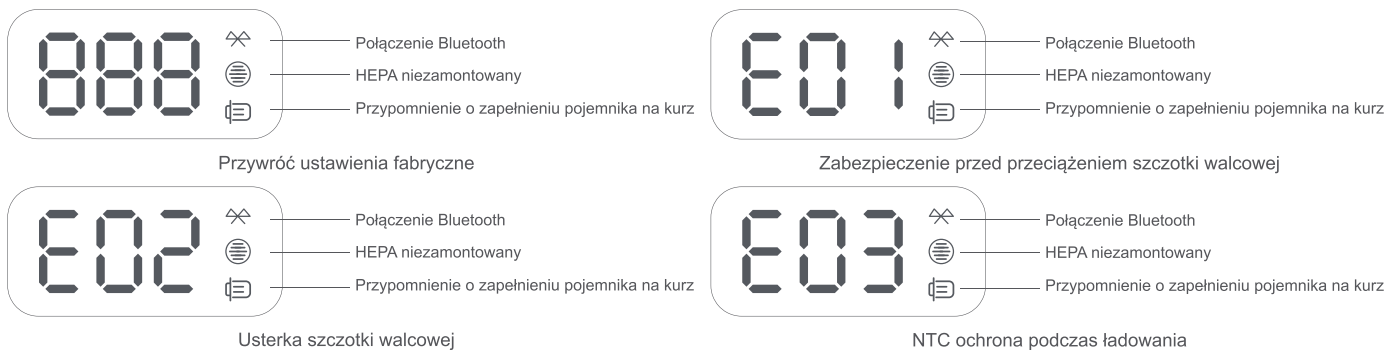 888
Połączenie Bluetooth
HEPA niezamontowany
Przypomnienie o zapełnieniu pojemnika na kurz
Przywróć ustawienia fabryczne
E01
Połączenie Bluetooth
HEPA niezamontowany
Przypomnienie o zapełnieniu pojemnika na kurz
Zabezpieczenie przed przeciążeniem szczotki walcowej
E02
Połączenie Bluetooth
HEPA niezamontowany
Przypomnienie o zapełnieniu pojemnika na kurz
Usterka szczotki walcowej
E03
Połączenie Bluetooth
HEPA niezamontowany
Przypomnienie o zapełnieniu pojemnika na kurz
NTC ochrona podczas ładowania